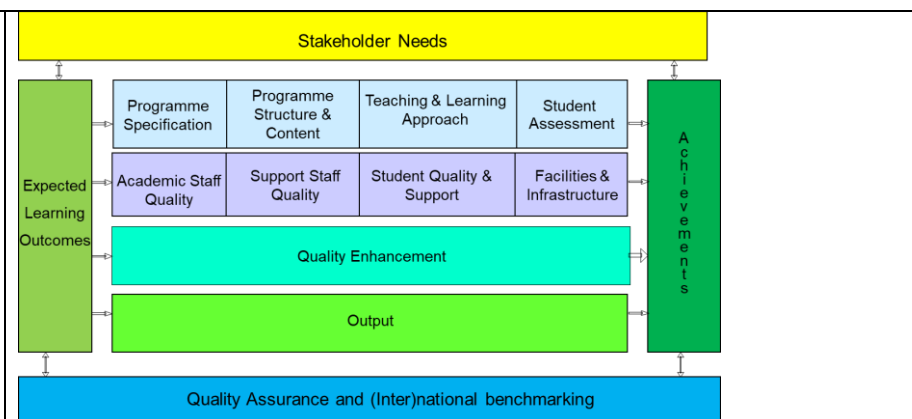 Stakeholder Needs
Expected
Learning
Outcomes
Programme
Specification
Programme
Structure &
Content
Teaching & Learning
Approach
Student
Assessment
Academic Staff
Quality
Support Staff
Quality
Student Quality &
Support
Facilities &
Infrastructure
Quality Enhancement
Output
Achievements
Quality Assurance and (Inter)national benchmarking